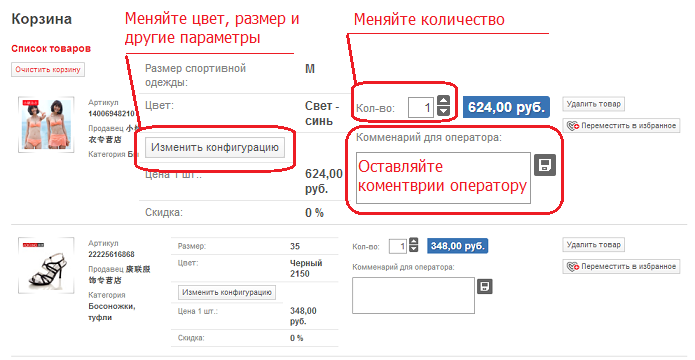 Корзина
Меняйте цвет, размер и
другие параметры
Меняйте количество
Список товаров
Очистить корзину
Артикул
14006948210
Продавец
衣专营店
Категория
Размер спортивной
одежды:
M
Цвет:
Свет -
синь
Изменить конфигурацию
Цена 1 шт.:
624,00
руб.
Скидка:
0 %
Кол-во:
1
624,00 руб.
Комменарий для оператора:
Оставляйте
коментврии оператору
Удалить товар
Переместить в избранное
Артикул
22225616868
Продавец 康联服
饰专营店
Категория
Босоножки,
туфли
Размер:
35
Цвет:
Черный
2150
Изменить конфигурацию
Цена 1 шт.:
348,00
руб.
Скидка:
0 %
Кол-во:
1
348,00 руб.
Комменарий для оператора:
Удалить товар
Переместить в избранное